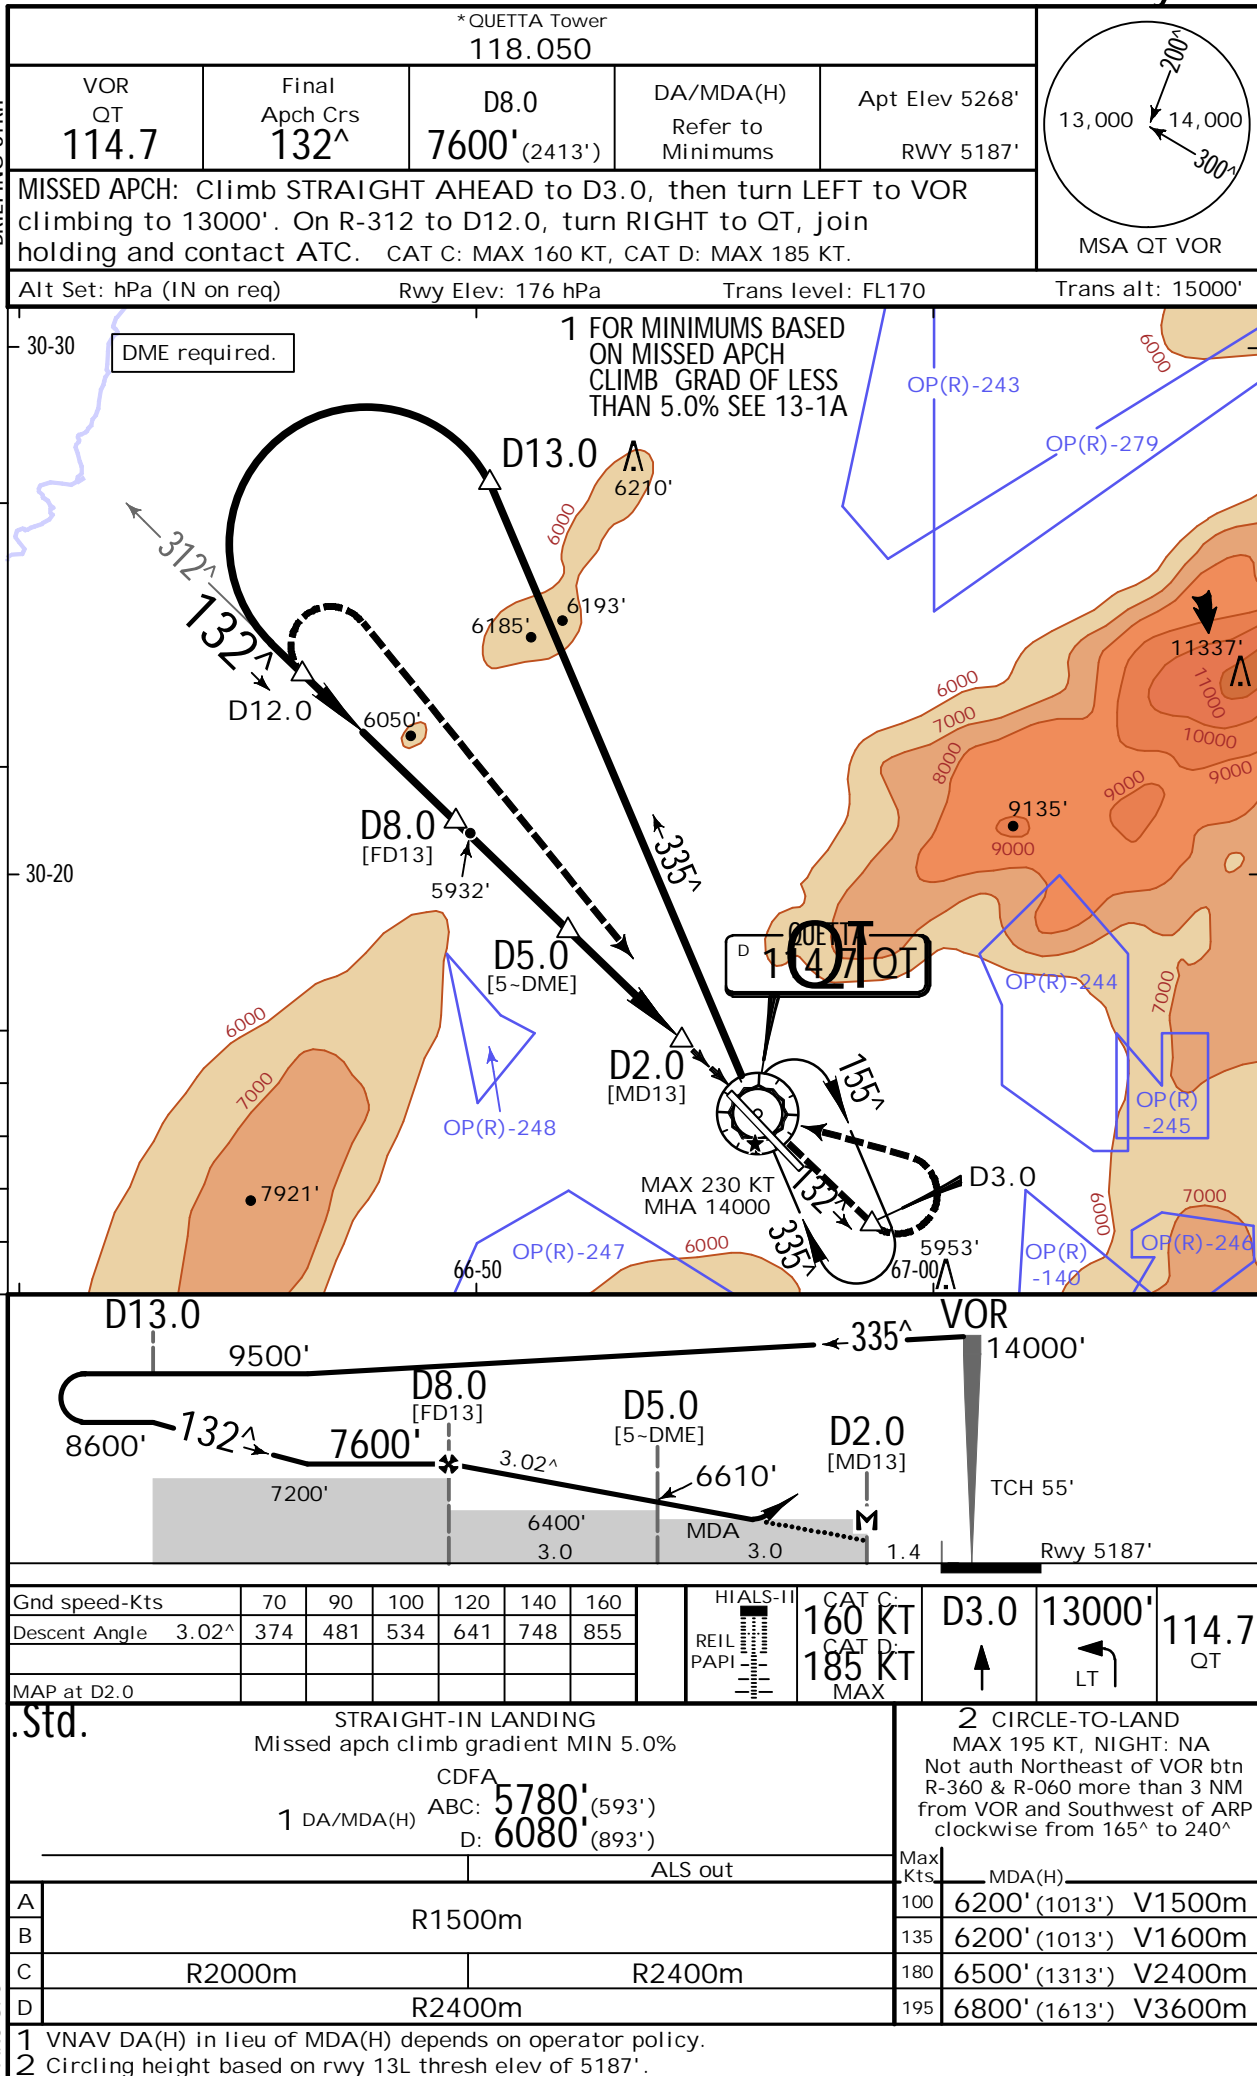 *QUETTA Tower
118.050
VOR
QT
114.7
Final
Apch Crs
132^
D8.0
7600' (2413')
DA/MDA(H)
Refer to
Minimums
Apt Elev 5268'
RWY 5187'
200^
13,000
14,000
300^
MSA QT VOR
MISSED APCH: Climb STRAIGHT AHEAD to D3.0, then turn LEFT to VOR
climbing to 13000'. On R-312 to D12.0, turn RIGHT to QT, join
holding and contact ATC. CAT C: MAX 160 KT, CAT D: MAX 185 KT.
Alt Set: hPa (IN on req)
Rwy Elev: 176 hPa
Trans level: FL170
Trans alt: 15000'
30-30
DME required.
1 FOR MINIMUMS BASED
ON MISSED APCH
CLIMB GRAD OF LESS
THAN 5.0% SEE 13-1A
6000
OP(R)-243
OP(R)-279
D13.0
6210'
6000
312^
132^
6185'
6193'
11337'
D12.0
6050'
6000
7000
8000
11000
10000
9000
9000
9135'
9000
D8.0
[FD13]
5932'
335^
30-20
QUETTA
D 114.7 QT
QT
D5.0
[5~DME]
OP(R)-244
7000
6000
7000
D2.0
[MD13]
155^
OP(R)-248
OP(R)
-245
MAX 230 KT
MHA 14000
132^
D3.0
7921'
335^
6000
7000
OP(R)-247
6000
5953'
OP(R)
-140
OP(R)-246
66-50
67-00
D13.0
VOR
9500'
335^
14000'
D8.0
[FD13]
D5.0
[5~DME]
D2.0
[MD13]
8600'
132^
7600'
3.02^
6610'
7200'
TCH 55'
6400'
MDA
M
3.0
3.0
1.4
Rwy 5187'
Gnd speed-Kts 70 90 100 120 140 160
Descent Angle 3.02^ 374 481 534 641 748 855
MAP at D2.0
HIALS-II
REIL
PAPI
CAT C:
160 KT
CAT D:
185 KT
MAX
D3.0
13000'
LT
114.7
QT
.Std.
STRAIGHT-IN LANDING
Missed apch climb gradient MIN 5.0%
CDFA
1 DA/MDA(H)
ABC: 5780' (593')
D: 6080' (893')
ALS out
A
B
R1500m
C R2000m R2400m
D R2400m
2 CIRCLE-TO-LAND
MAX 195 KT, NIGHT: NA
Not auth Northeast of VOR btn
R-360 & R-060 more than 3 NM
from VOR and Southwest of ARP
clockwise from 165^ to 240^
Max
Kts
MDA(H)
100 6200' (1013') V1500m
135 6200' (1013') V1600m
180 6500' (1313') V2400m
195 6800' (1613') V3600m
1 VNAV DA(H) in lieu of MDA(H) depends on operator policy.
2 Circling height based on rwy 13L thresh elev of 5187'.